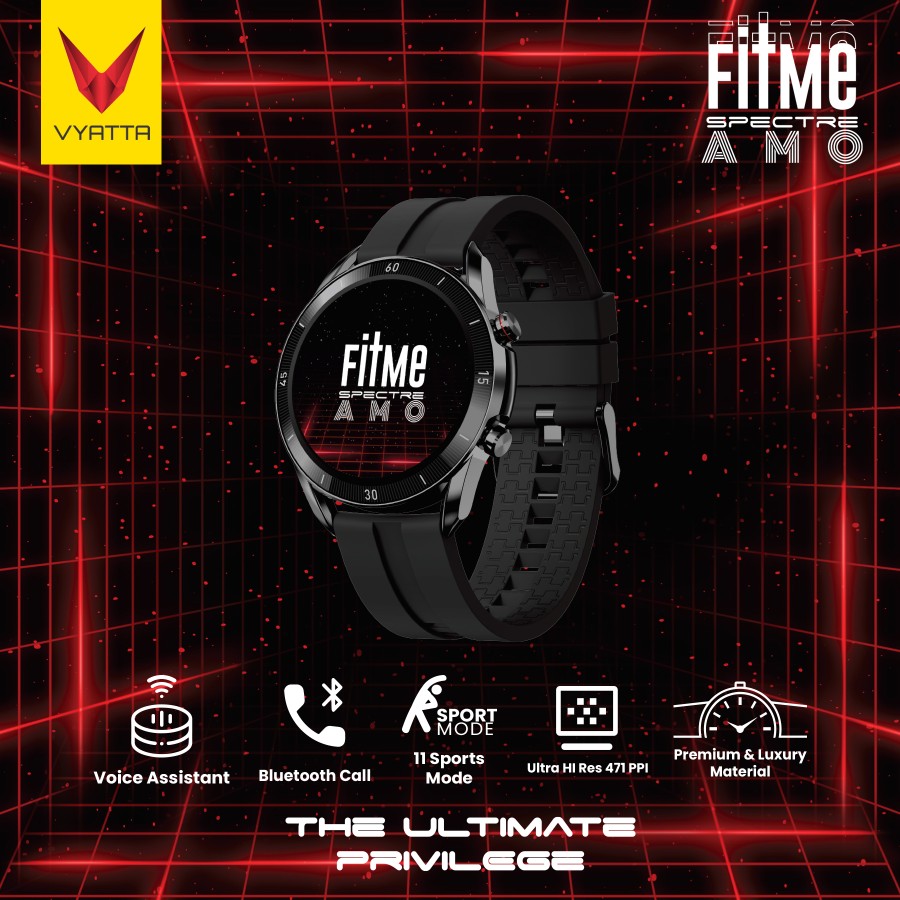 VYATTA
FitMe
SPECTRE
AMO
60
45
15
30
FitMe
SPECTRE
AMO
Voice Assistant
Bluetooth Call
SPORT
MODE
11 Sports
Mode
Ultra HI Res 471 PPI
Premium & Luxury
Material
THE ULTIMATE
PRIVILEGE